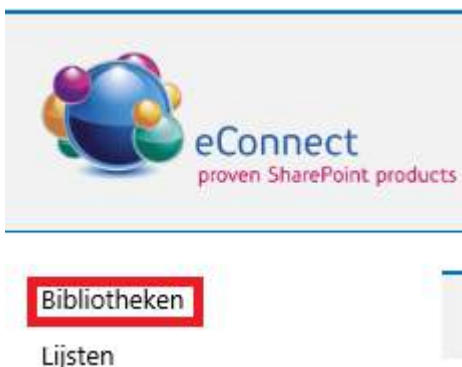 eConnect
proven SharePoint products
Bibliotheken
Lijsten